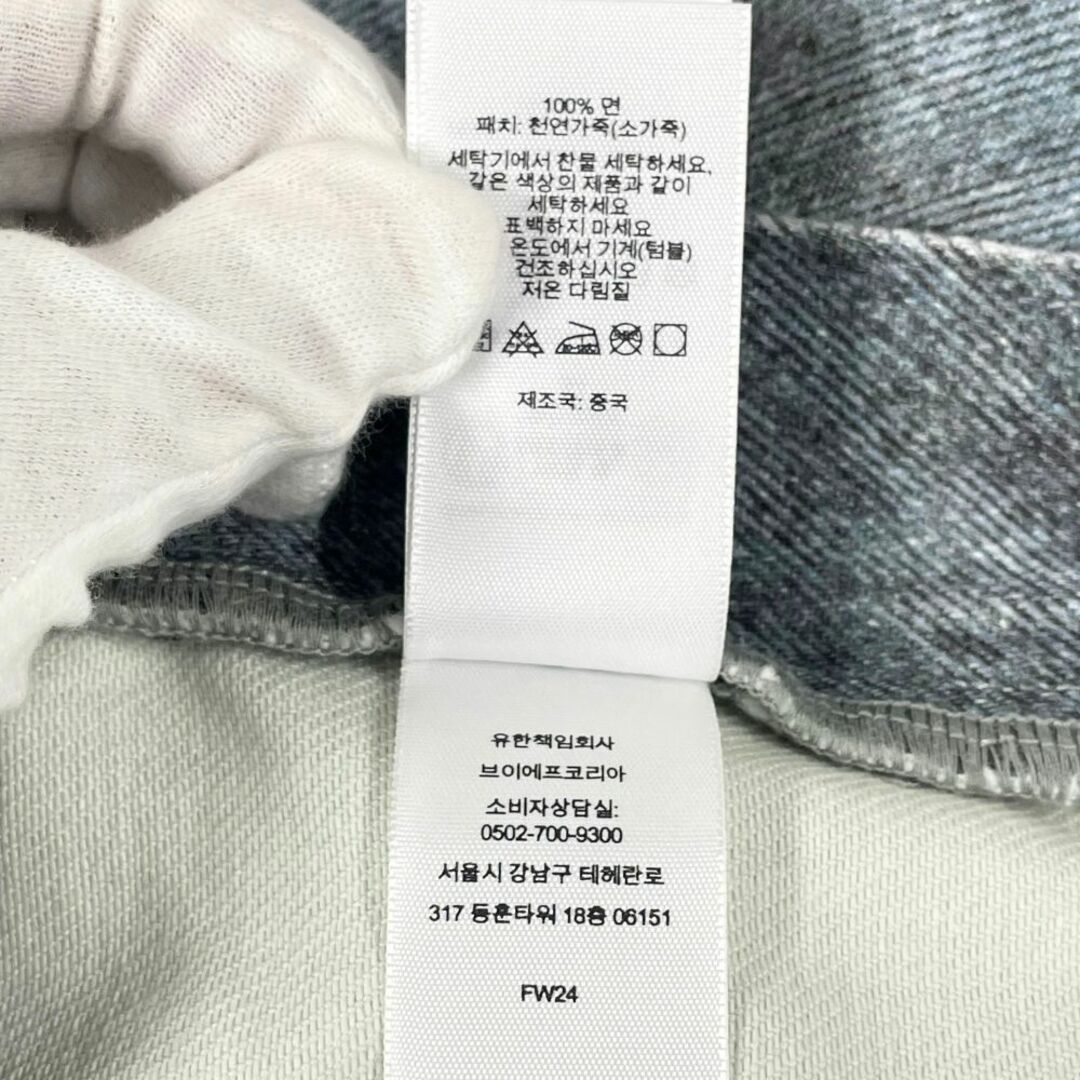 100% 면
패치: 천연가죽(소가죽)
세탁기에서 찬물 세탁하세요,
같은 색상의 제품과 같이
세탁하세요
표백하지 마세요
온도에서 기계(텀블)
건조하십시오
저온 다림질
제조국: 중국
유한책임회사
브이에프코리아
소비자상담실:
0502-700-9300
서울시 강남구 테헤란로
317 동훈타워 18층 06151
FW24